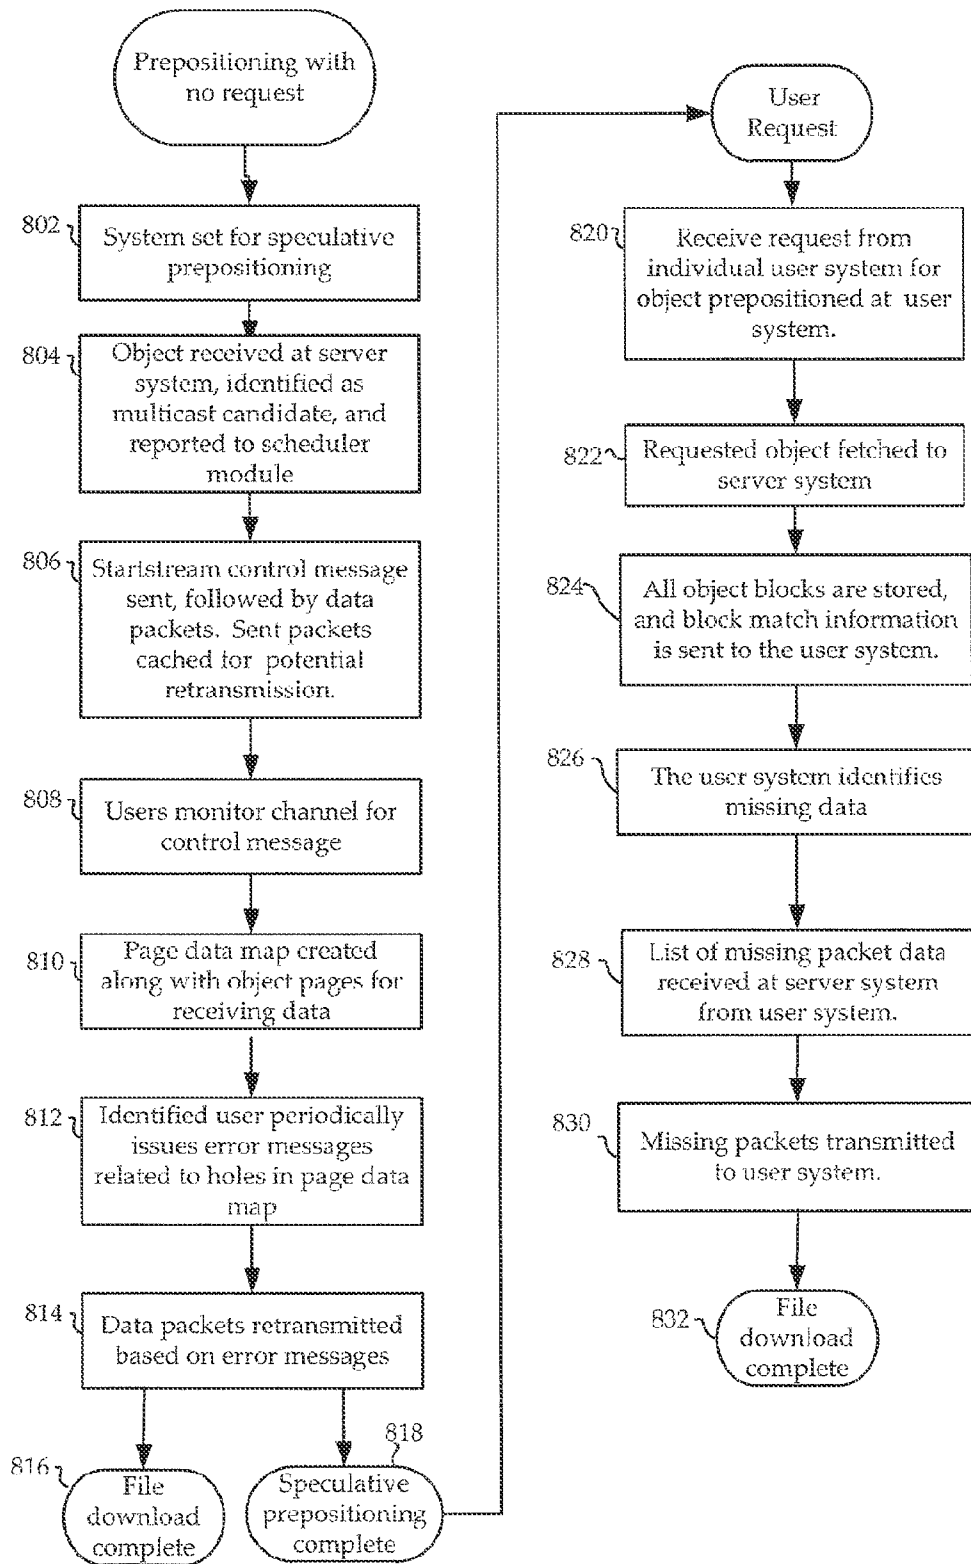 Prepositioning with
no request
802
System set for speculative
prepositioning
804
Object received at server
system, identified as
multicast candidate, and
reported to scheduler
module
806
Startstream control message
sent, followed by data
packets. Sent packets
cached for potential
retransmission.
808
Users monitor channel for
control message
810
Page data map created
along with object pages for
receiving data
812
Identified user periodically
issues error messages
related to holes in page data
map
814
Data packets retransmitted
based on error messages
816
File
download
complete
818
Speculative
prepositioning
complete
User
Request
820
Receive request from
individual user system for
object prepositioned at user
system.
822
Requested object fetched to
server system
824
All object blocks are stored,
and block match information
is sent to the user system.
826
The user system identifies
missing data
828
List of missing packet data
received at server system
from user system.
830
Missing packets transmitted
to user system.
832
File
download
complete